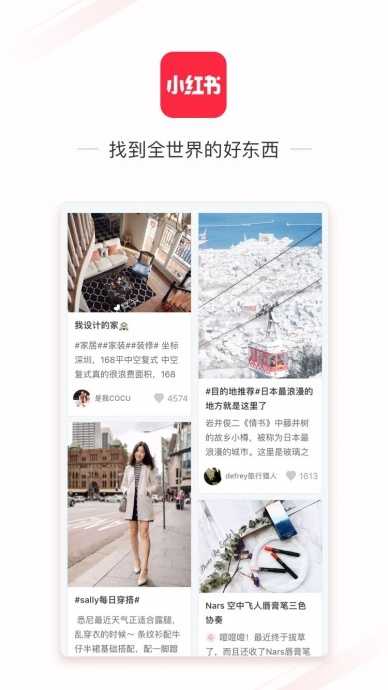 小红书
找到全世界的好东西
我设计的家
#家居##家装##装修# 坐标
深圳，168平中空复式 中空
复式真的很浪费面积，168
是我COCU
4574
#目的地推荐#日本最浪漫的
地方就是这里了
岩井俊二《情书》中藤井树
的故乡小樽，被称为日本最
浪漫的城市。这里是玻璃之
defrey旅行猎人
1613
#sally每日穿搭#
悉尼最近天气正适合露腿，
乱穿衣的时候～ 条纹衫配牛
仔半裙基础搭配，配一脚蹬
Nars 空中飞人唇膏笔三色
协奏
噔噔噔！最近终于拔草
了，而且还收了Nars唇膏笔